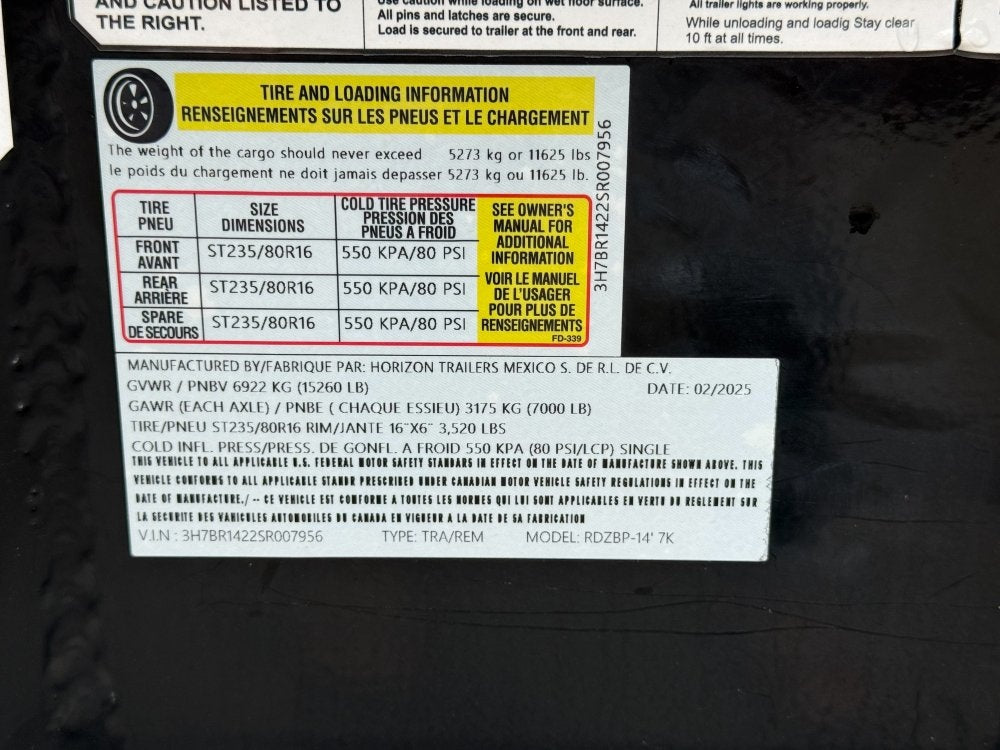 AND CAUTION LISTED TO
THE RIGHT.
Use caution while loading on wet floor surface.
All pins and latches are secure.
Load is secured to trailer at the front and rear.
All trailer lights are working properly.
While unloading and loadig Stay clear
10 ft at all times.
TIRE AND LOADING INFORMATION
RENSEIGNEMENTS SUR LES PNEUS ET LE CHARGEMENT
The weight of the cargo should never exceed 5273 kg or 11625 lbs
le poids du chargement ne doit jamais depasser 5273 kg ou 11625 lb.
3H7BR1422SR007956
TIRE
PNEU
SIZE
DIMENSIONS
COLD TIRE PRESSURE
PRESSION DES
PNEUS A FROID
FRONT
AVANT
ST235/80R16
550 KPA/80 PSI
REAR
ARRIÈRE
ST235/80R16
550 KPA/80 PSI
SPARE
DE SECOURS
ST235/80R16
550 KPA/80 PSI
SEE OWNER'S
MANUAL FOR
ADDITIONAL
INFORMATION
VOIR LE MANUEL
DE L'USAGER
POUR PLUS DE
RENSEIGNEMENTS
FD-339
MANUFACTURED BY/FABRIQUE PAR: HORIZON TRAILERS MEXICO S. DE R.L. DE C.V.
GVWR / PNBV 6922 KG (15260 LB) DATE: 02/2025
GAWR (EACH AXLE) / PNBE ( CHAQUE ESSIEU) 3175 KG (7000 LB)
TIRE/PNEU ST235/80R16 RIM/JANTE 16"X6" 3,520 LBS
COLD INFL. PRESS/PRESS. DE GONFL. A FROID 550 KPA (80 PSI/LCP) SINGLE
THIS VEHICLE TO ALL APPLICABLE U.S. FEDERAL MOTOR SAFETY STANDARS IN EFFECT ON THE DATE OF MANUFACTURE SHOWN ABOVE. THIS
VEHICLE CONFORMS TO ALL APPLICABLE STANDR PRESCRIBED UNDER CANADIAN MOTOR VEHICLE SAFETY REGULATIONS IN EFFECT ON THE
DATE OF MANUFACTURE./ -- CE VEHICLE EST CONFORME A TOUTES LES NORMES QUI LUI SONT APPLICABLES EN VERTU DU REGLEMENT SUR
LA SECURITE DES VAHICULES AUTOMOBILES DU CANADA EN VIGUEUR A LA DATE DE SA FABRICATION
V.I.N : 3H7BR1422SR007956 TYPE: TRA/REM MODEL: RDZBP-14' 7K